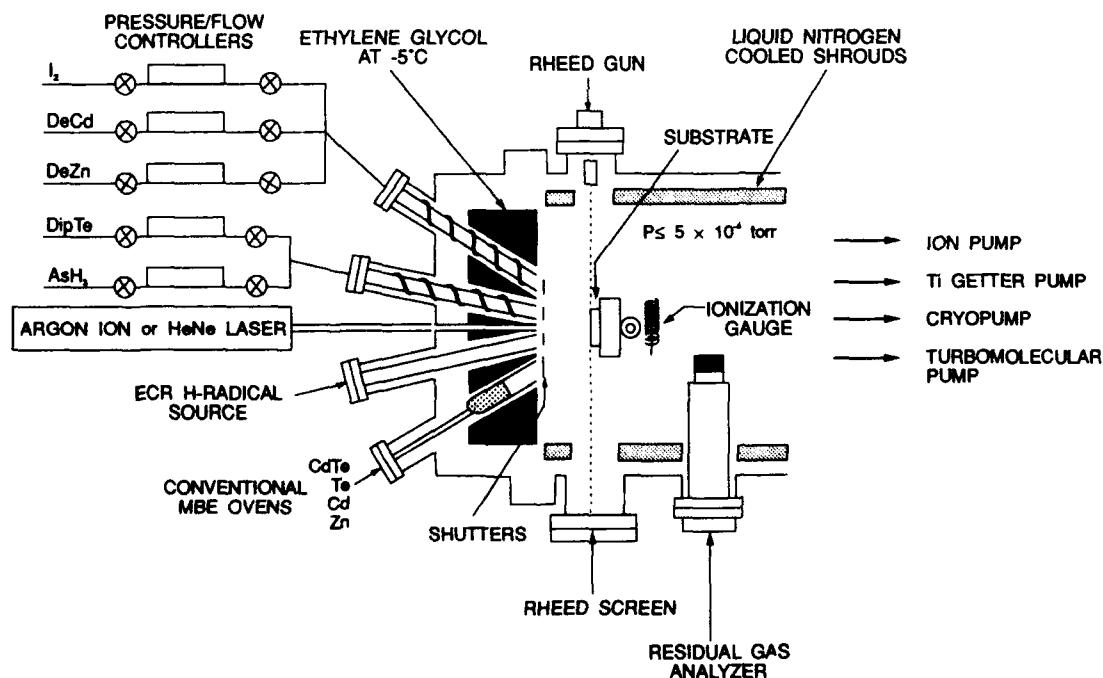 PRESSURE/FLOW
CONTROLLERS
ETHYLENE GLYCOL
AT -5°C
RHEED GUN
LIQUID NITROGEN
COOLED SHROUDS
I₂
DeCd
DeZn
DipTe
AsH₃
SUBSTRATE
P≤ 5 × 10⁻⁴ torr
ION PUMP
Ti GETTER PUMP
CRYOPUMP
TURBOMOLECULAR
PUMP
IONIZATION
GAUGE
ARGON ION or HeNe LASER
ECR H-RADICAL
SOURCE
CONVENTIONAL
MBE OVENS
CdTe
Te
Cd
Zn
SHUTTERS
RHEED SCREEN
RESIDUAL GAS
ANALYZER